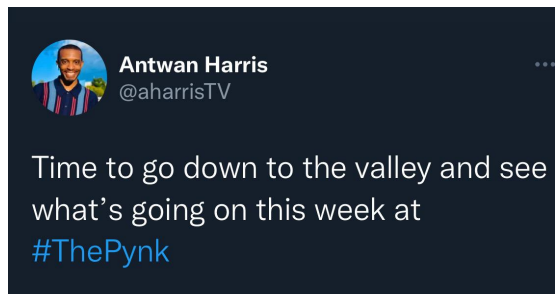 Antwan Harris
@aharrisTV
Time to go down to the valley and see
what’s going on this week at
#ThePynk